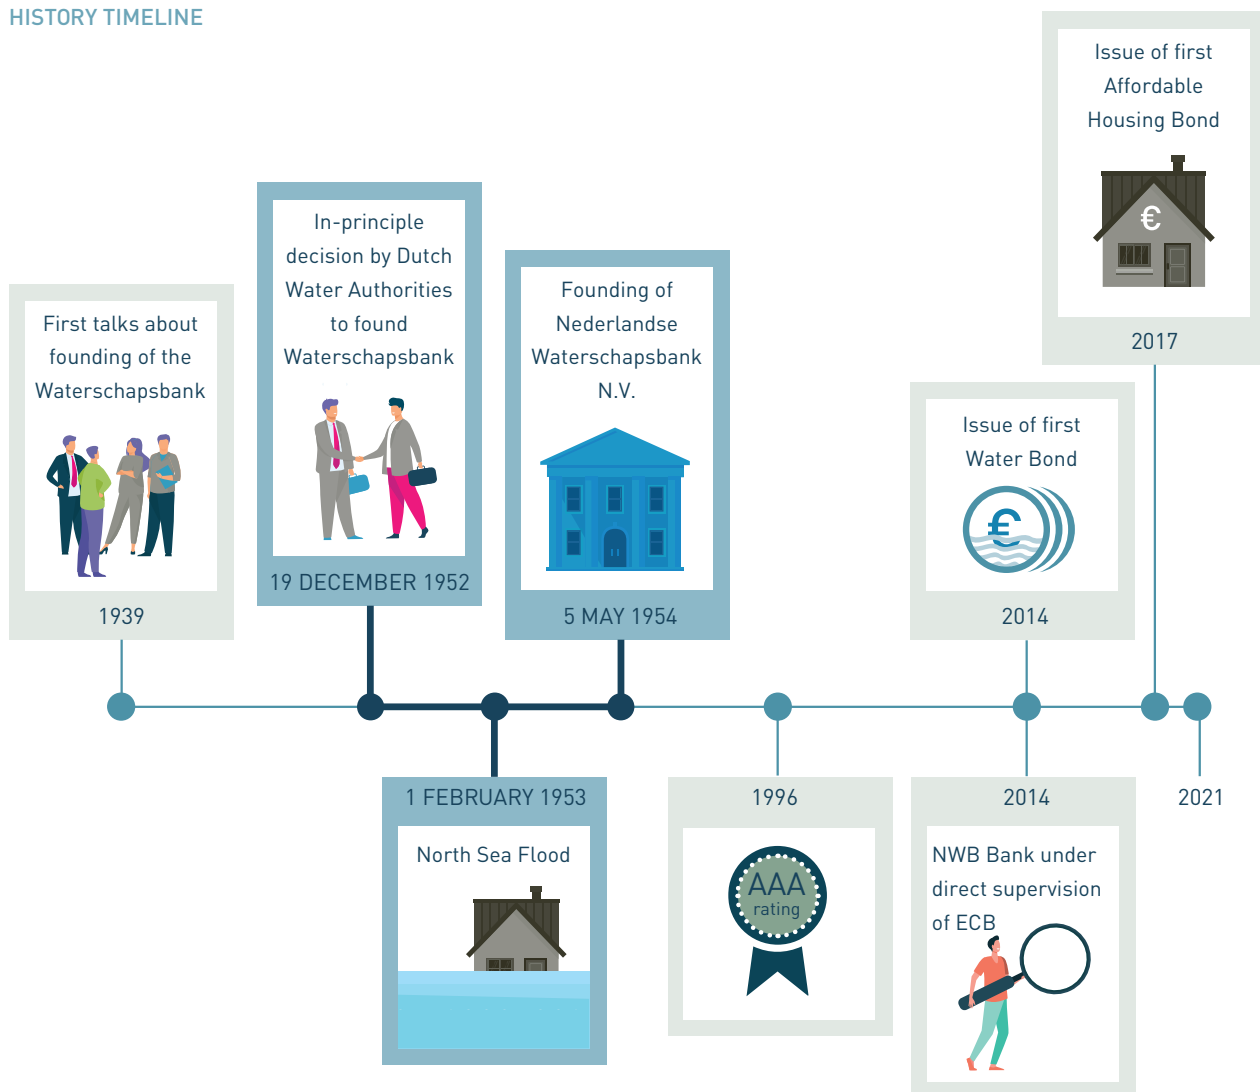 HISTORY TIMELINE
First talks about
founding of the
Waterschapsbank
1939
In-principle
decision by Dutch
Water Authorities
to found
Waterschapsbank
19 DECEMBER 1952
Founding of
Nederlandse
Waterschapsbank
N.V.
5 MAY 1954
Issue of first
Water Bond
€
2014
Issue of first
Affordable
Housing Bond
€
2017
1 FEBRUARY 1953
North Sea Flood
1996
AAA
rating
2014
NWB Bank under
direct supervision
of ECB
2021